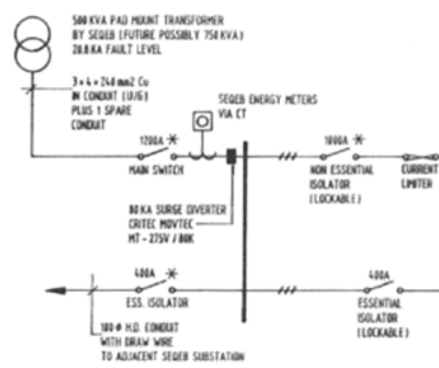 500 KVA PAD MOUNT TRANSFORMER
BY SEQEB (FUTURE POSSIBLY 750 KVA)
20.8 KA FAULT LEVEL
3 × 4 × 240 mm2 Cu
IN CONDUIT (U/G)
PLUS 1 SPARE
CONDUIT
SEQEB ENERGY METERS
VIA CT
1200A
MAIN SWITCH
1000A
NON ESSENTIAL
ISOLATOR
(LOCKABLE)
CURRENT
LIMITER
80 KA SURGE DIVERTER
CRITEC MOVTEC
MT - 275V / 80K
400A
ESS. ISOLATOR
400A
ESSENTIAL
ISOLATOR
(LOCKABLE)
100 Φ H.D. CONDUIT
WITH DRAW WIRE
TO ADJACENT SEQEB SUBSTATION